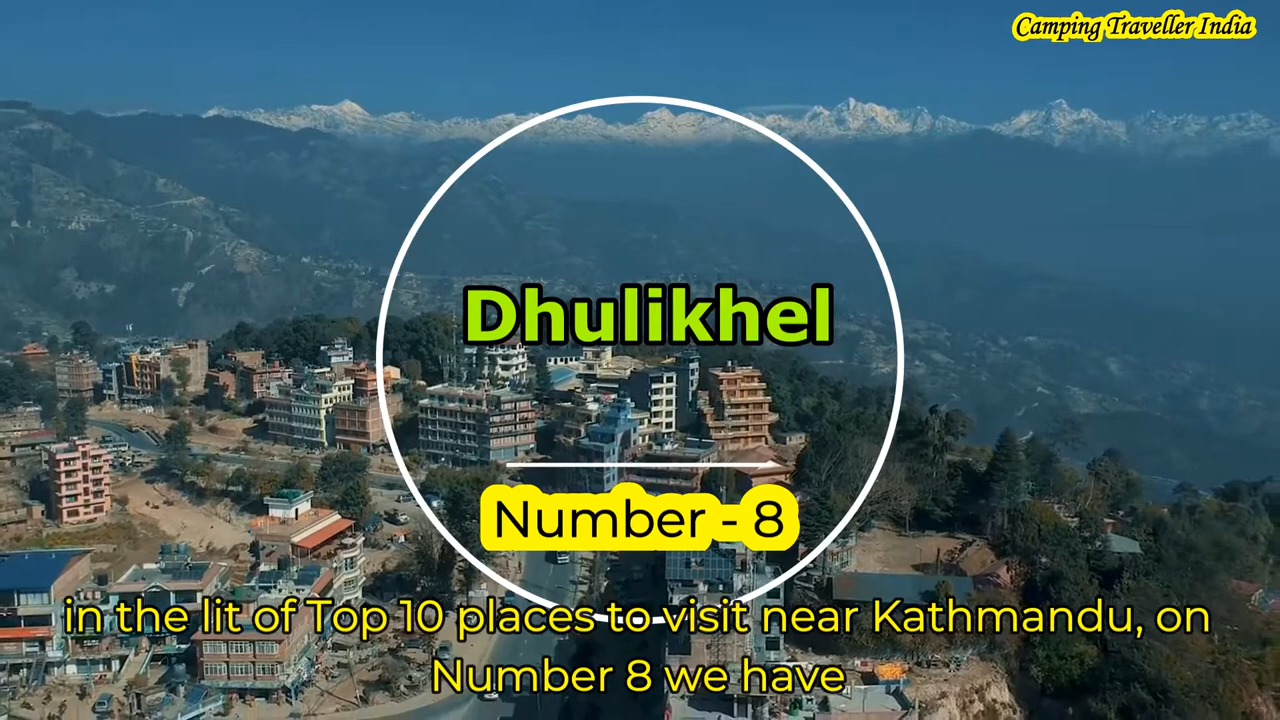 Camping Traveller India
Dhulikhel
Number - 8
in the lit of Top 10 places to visit near Kathmandu, on
Number 8 we have